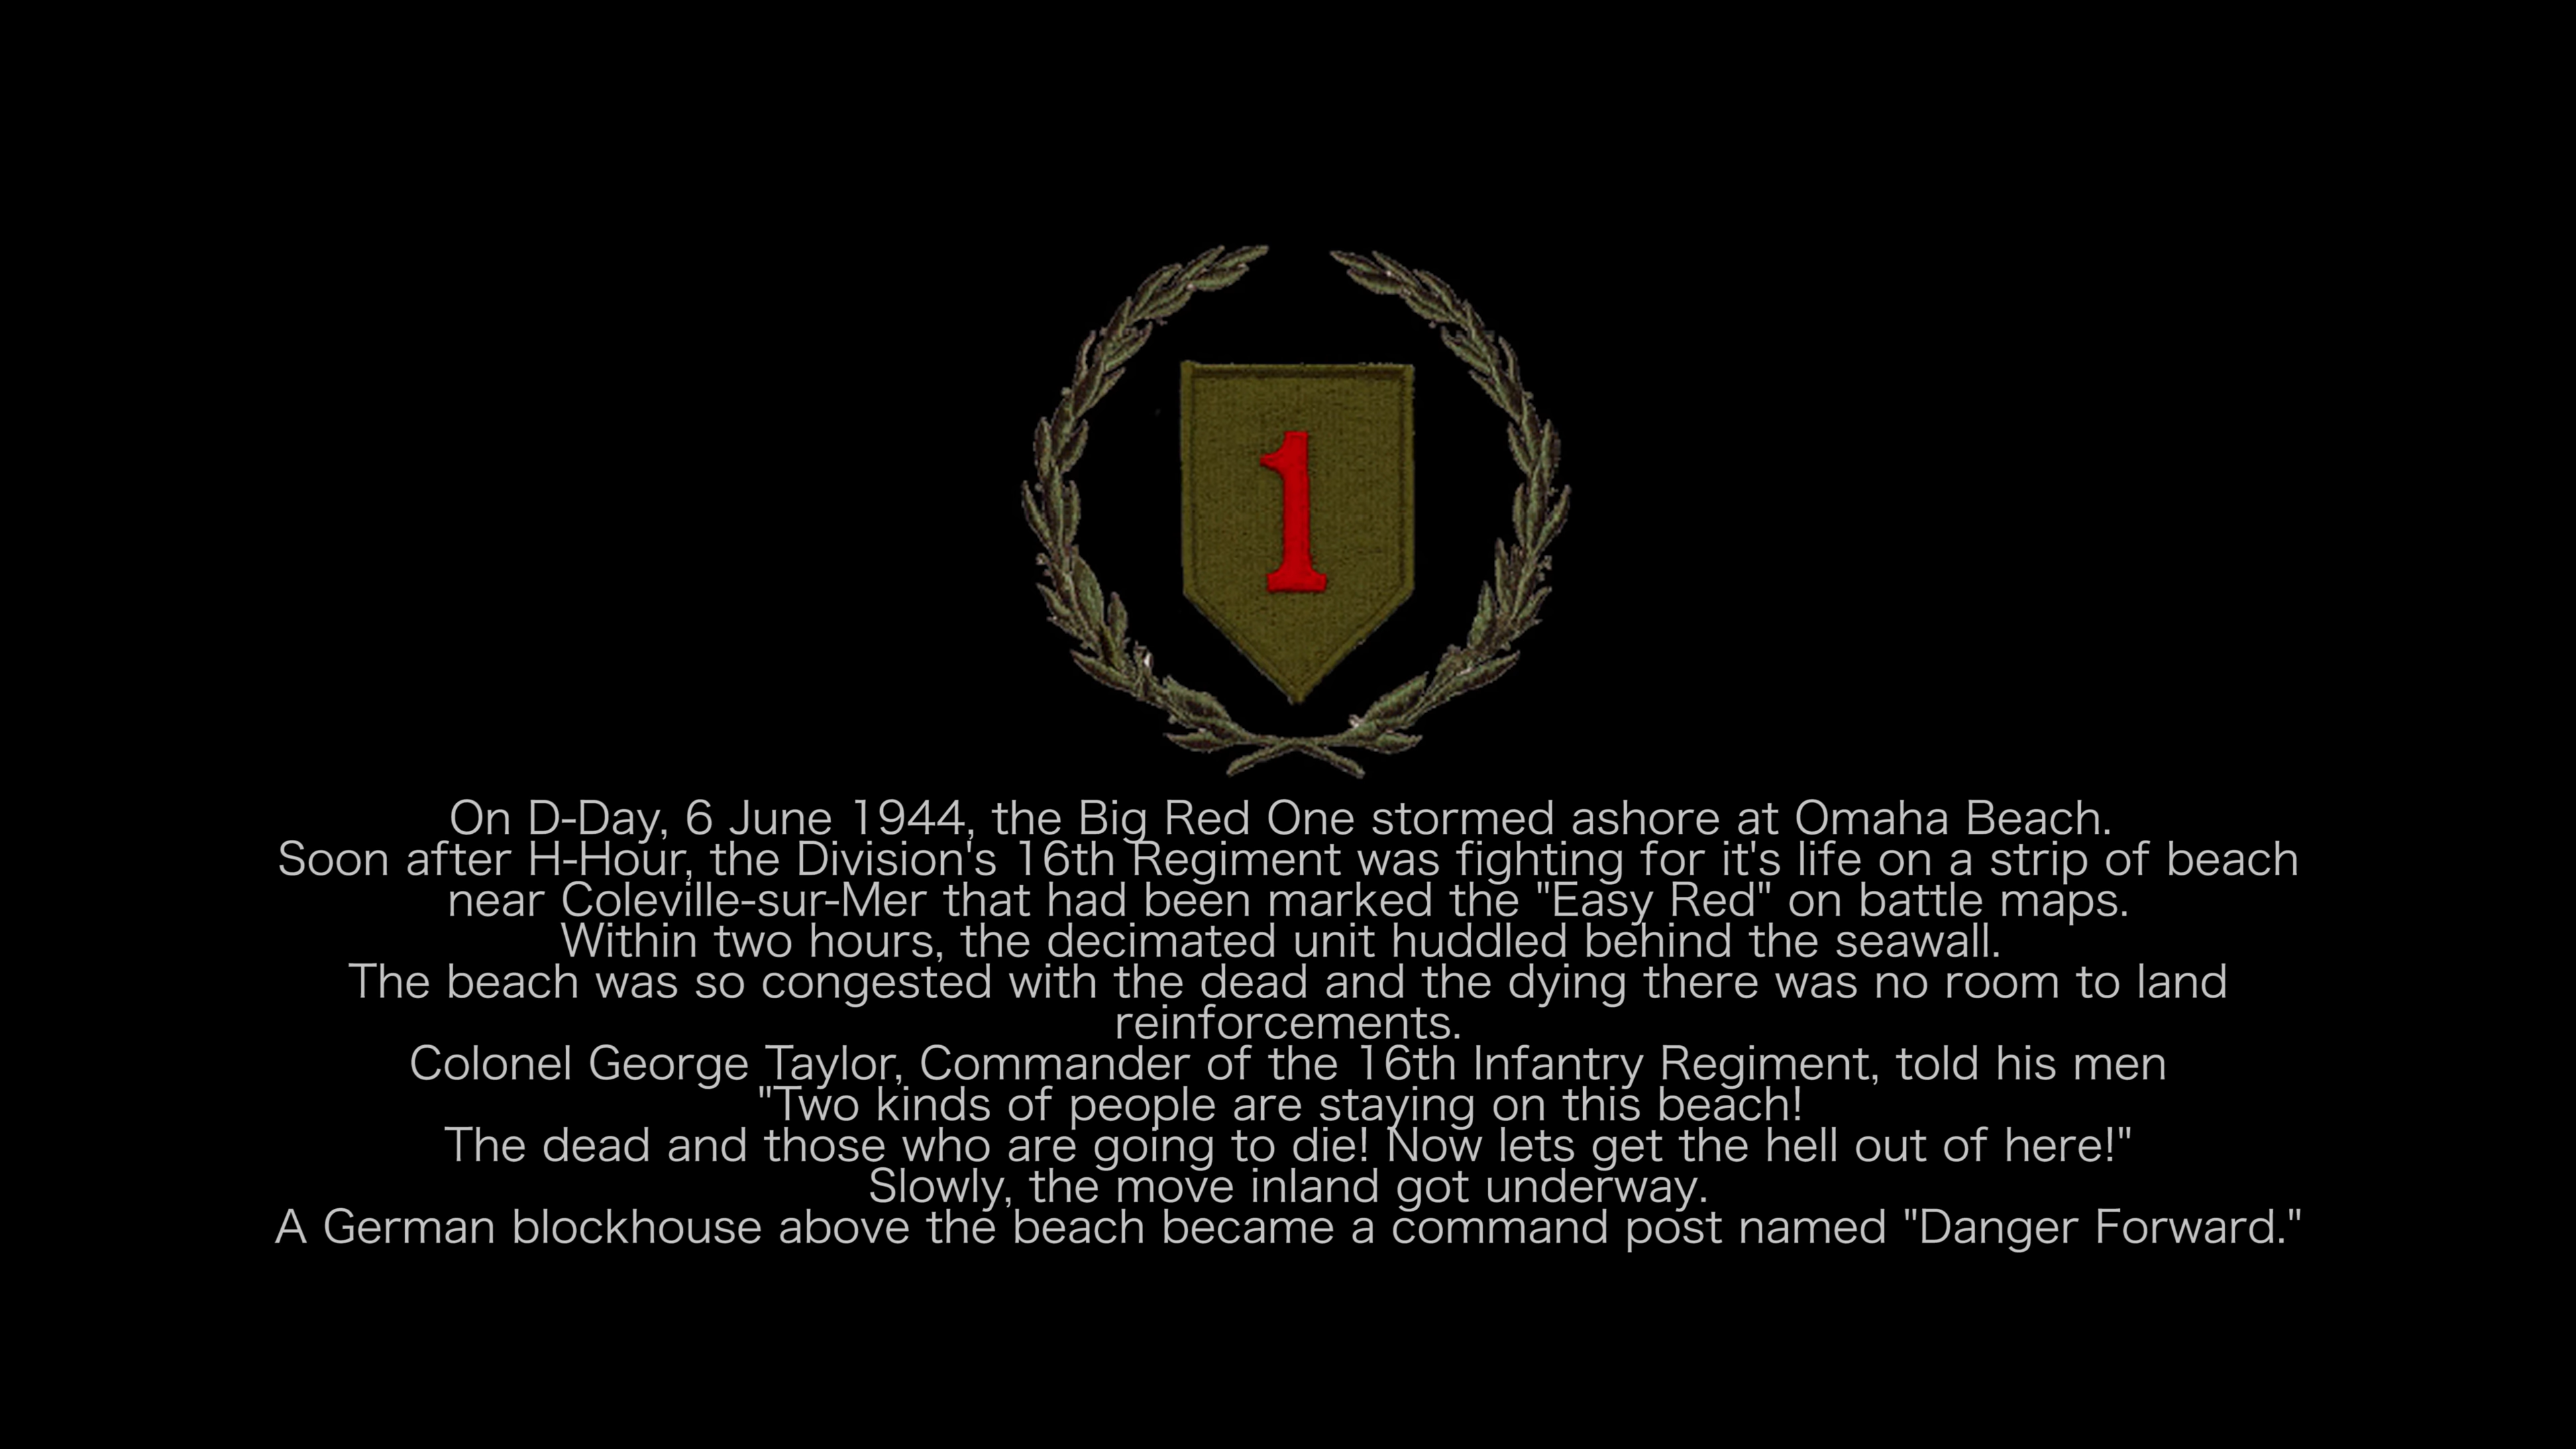 1
On D-Day, 6 June 1944, the Big Red One stormed ashore at Omaha Beach.
Soon after H-Hour, the Division's 16th Regiment was fighting for it's life on a strip of beach
near Coleville-sur-Mer that had been marked the "Easy Red" on battle maps.
Within two hours, the decimated unit huddled behind the seawall.
The beach was so congested with the dead and the dying there was no room to land
reinforcements.
Colonel George Taylor, Commander of the 16th Infantry Regiment, told his men
"Two kinds of people are staying on this beach!
The dead and those who are going to die! Now lets get the hell out of here!"
Slowly, the move inland got underway.
A German blockhouse above the beach became a command post named "Danger Forward."